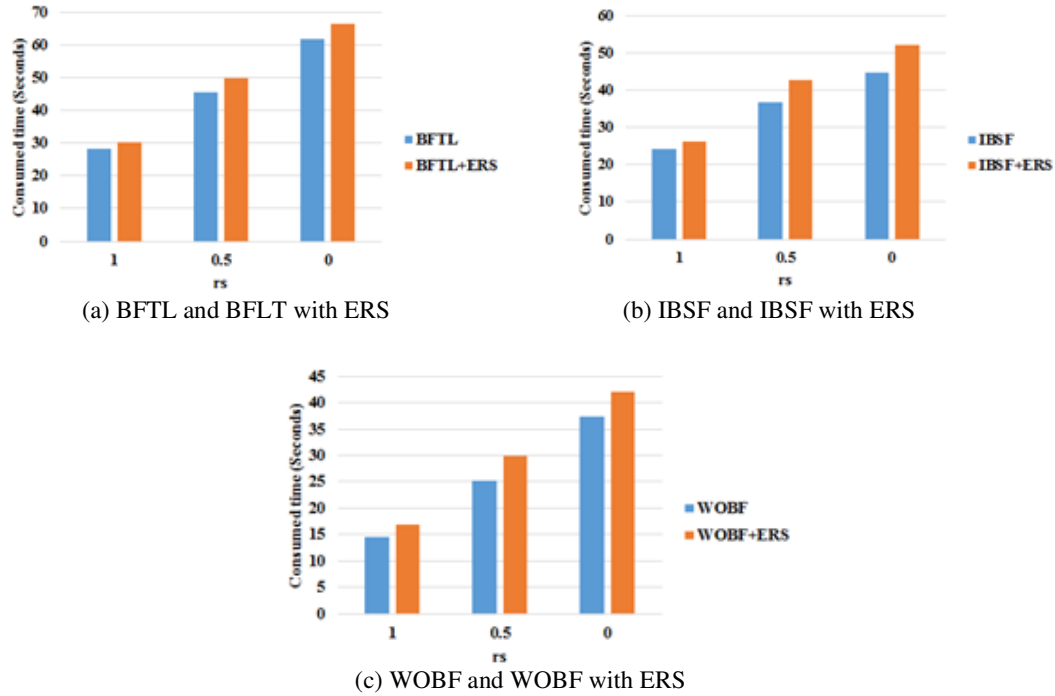 70
60
50
40
30
20
10
0
Consumed time (Seconds)
1 0.5 0
rs
BFTL
BFTL+ERS
(a) BFTL and BFLT with ERS
60
50
40
30
20
10
0
Consumed time (Seconds)
1 0.5 0
rs
IBSF
IBSF+ERS
(b) IBSF and IBSF with ERS
45
40
35
30
25
20
15
10
5
0
Consumed time (Seconds)
1 0.5 0
rs
WOBF
WOBF+ERS
(c) WOBF and WOBF with ERS